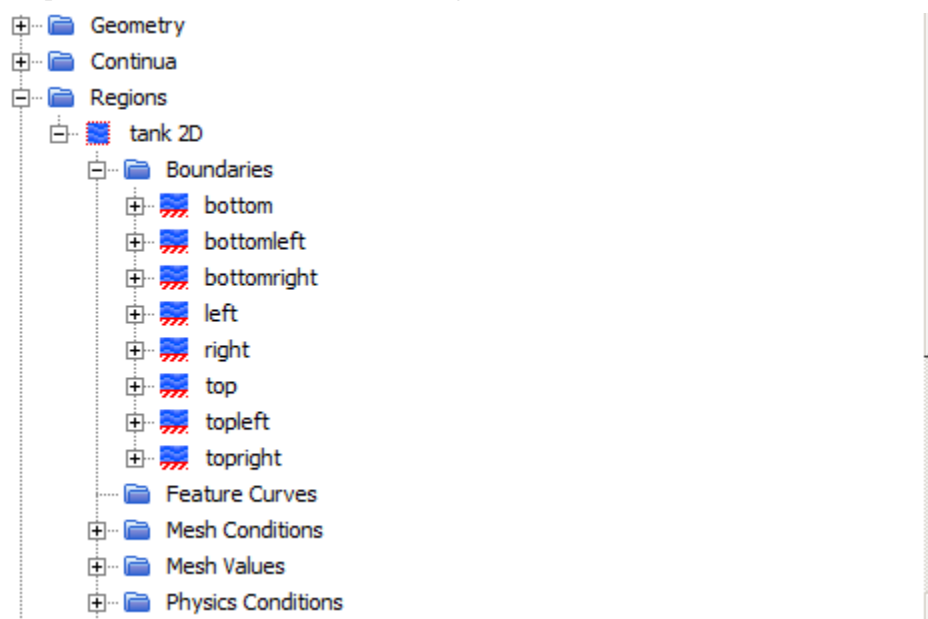 Geometry
Continua
Regions
tank 2D
Boundaries
bottom
bottomleft
bottomright
left
right
top
topleft
topright
Feature Curves
Mesh Conditions
Mesh Values
Physics Conditions